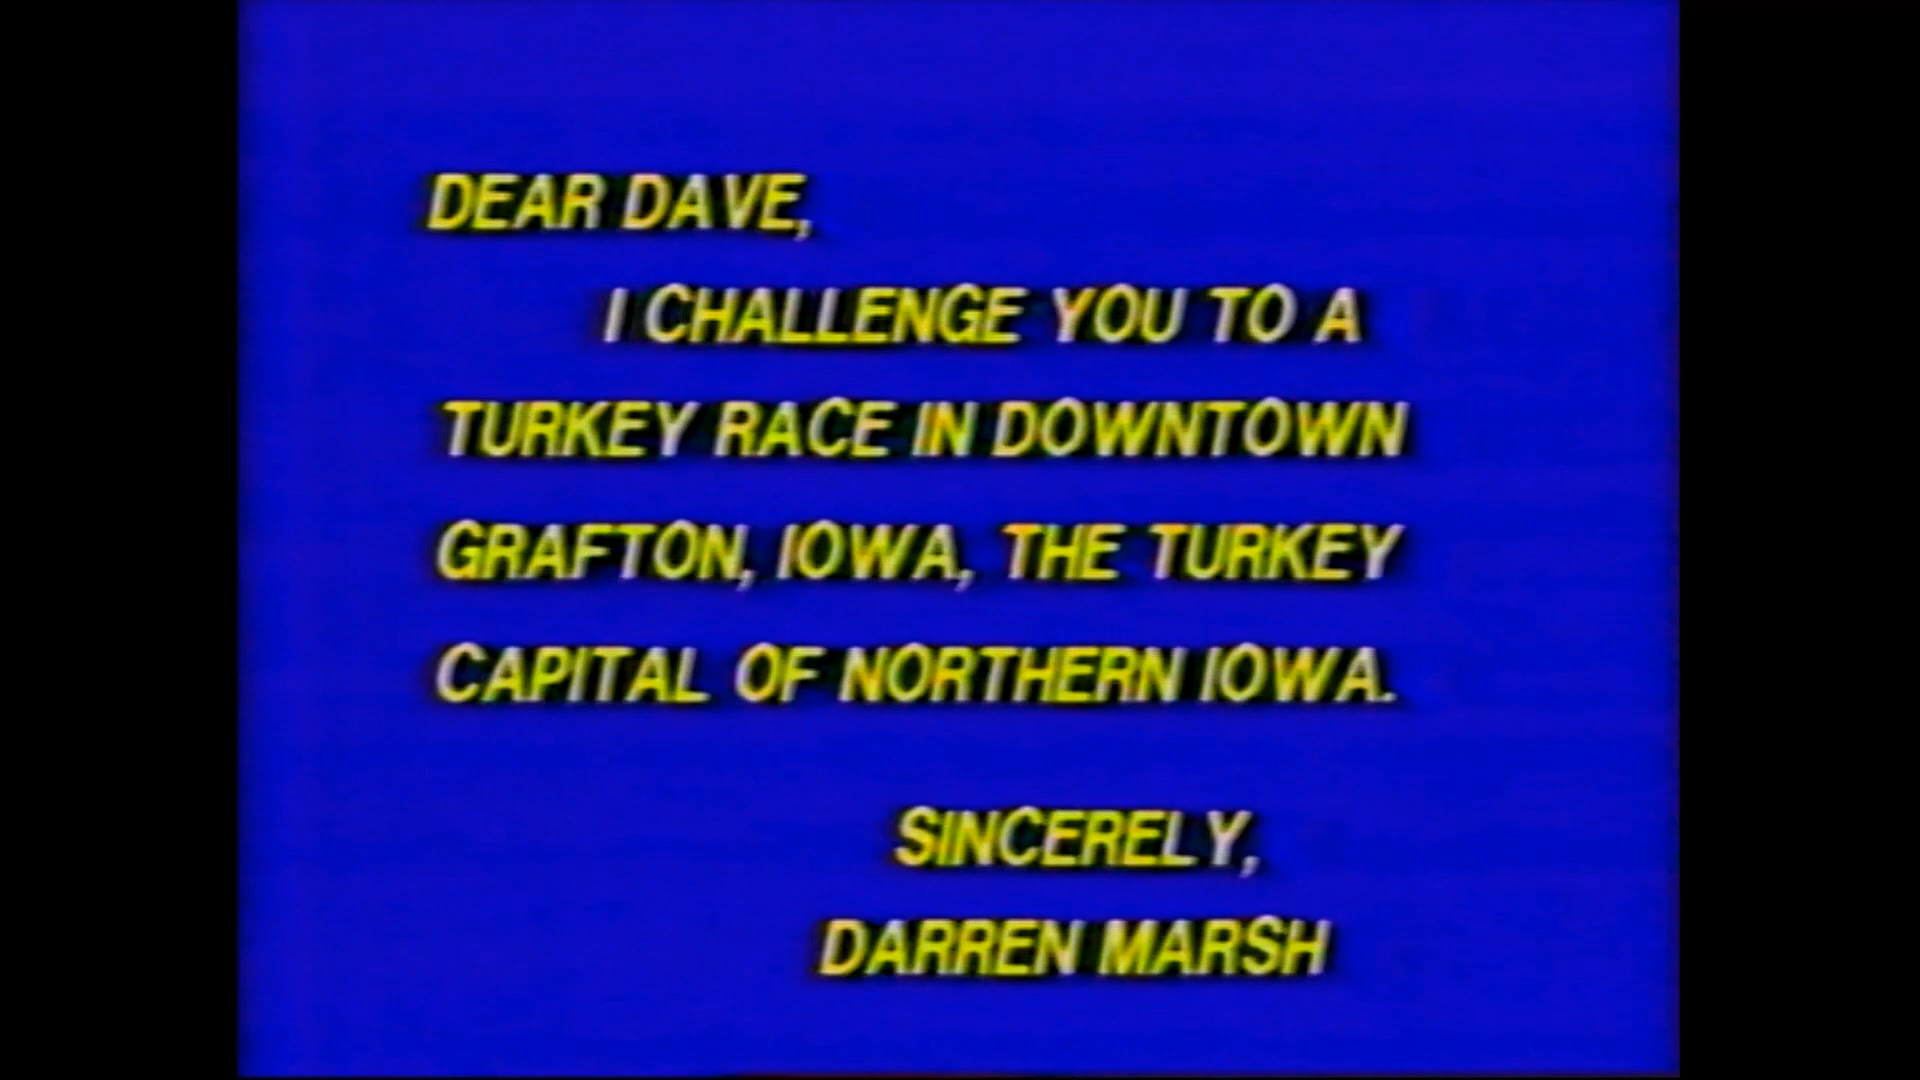 DEAR DAVE,
I CHALLENGE YOU TO A
TURKEY RACE IN DOWNTOWN
GRAFTON, IOWA, THE TURKEY
CAPITAL OF NORTHERN IOWA.
SINCERELY,
DARREN MARSH